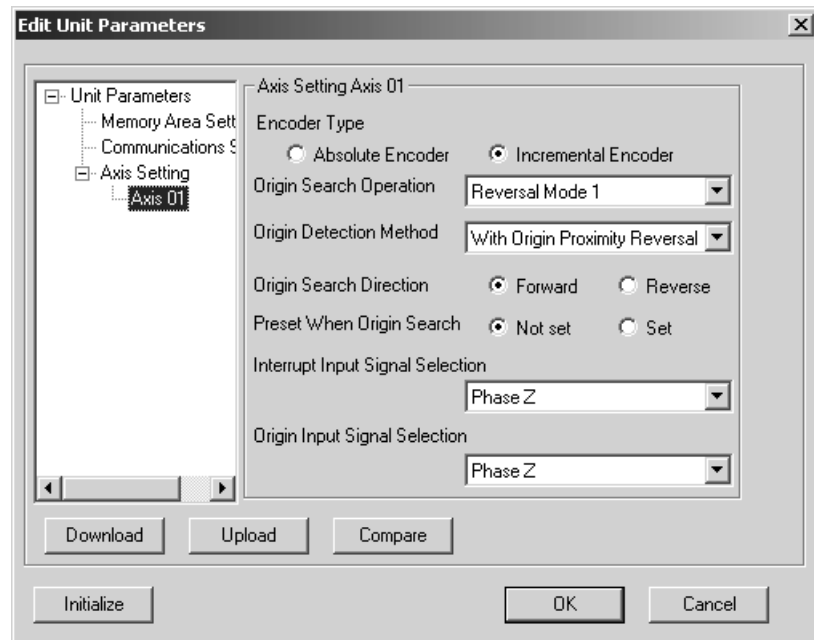 Edit Unit Parameters
Unit Parameters
Memory Area Sett
Communications S
Axis Setting
Axis 01
Axis Setting Axis 01
Encoder Type
Absolute Encoder
Incremental Encoder
Origin Search Operation
Reversal Mode 1
Origin Detection Method
With Origin Proximity Reversal
Origin Search Direction
Forward
Reverse
Preset When Origin Search
Not set
Set
Interrupt Input Signal Selection
Phase Z
Origin Input Signal Selection
Phase Z
Download
Upload
Compare
Initialize
OK
Cancel